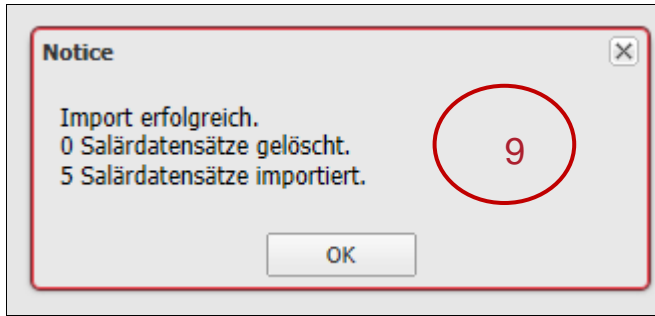 Notice
Import erfolgreich.
0 Salärdatensätze gelöscht.
9
5 Salärdatensätze importiert.
OK